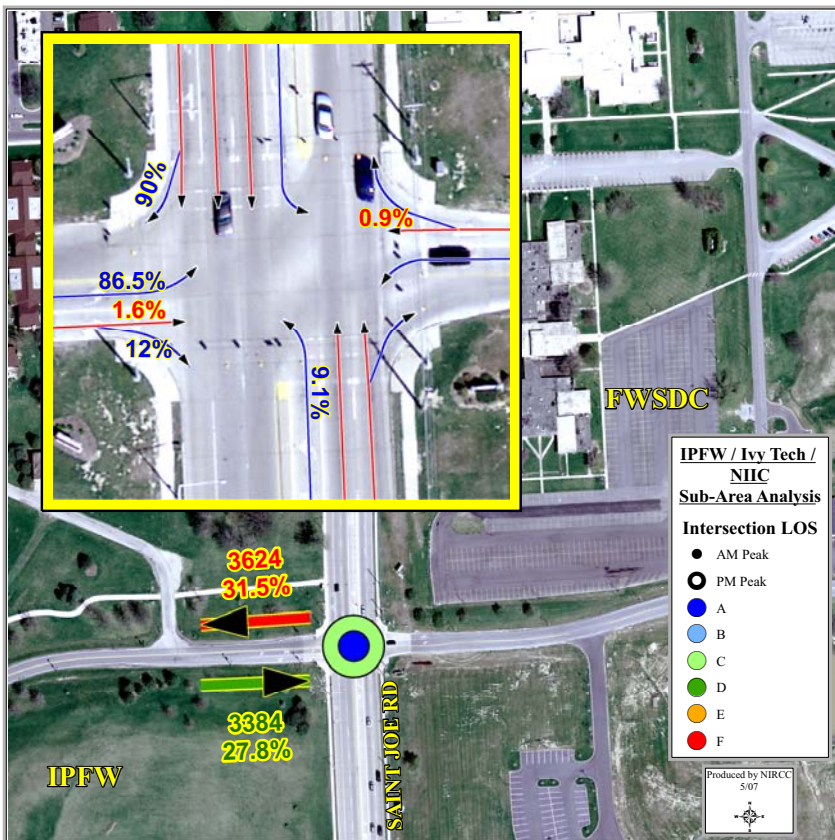 90%
0.9%
86.5%
1.6%
12%
9.1%
FWSDC
IPFW / Ivy Tech /
NIIC
Sub-Area Analysis
Intersection LOS
AM Peak
PM Peak
A
B
C
D
E
F
3624
31.5%
3384
27.8%
IPFW
SAINT JOE RD
Produced by NIRCC
5/07